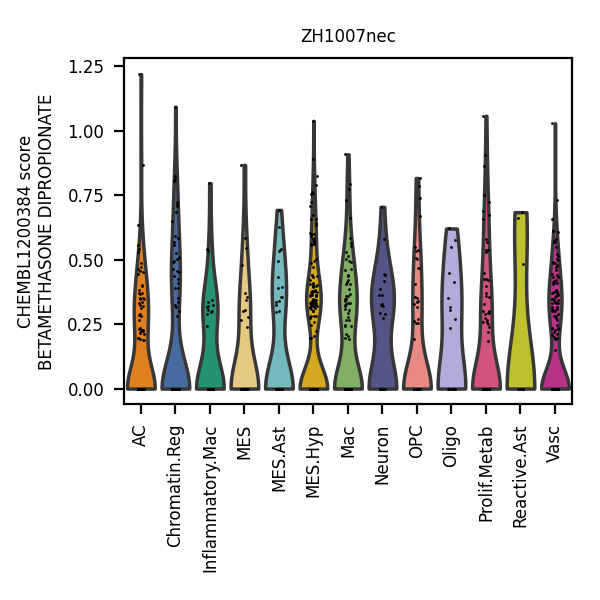 ZH1007nec
CHEMBL1200384 score
BETAMETHASONE DIPROPIONATE
1.25
1.00
0.75
0.50
0.25
0.00
AC
Chromatin.Reg
Inflammatory.Mac
MES
MES.Ast
MES.Hyp
Mac
Neuron
OPC
Oligo
Prolif.Metab
Reactive.Ast
Vasc